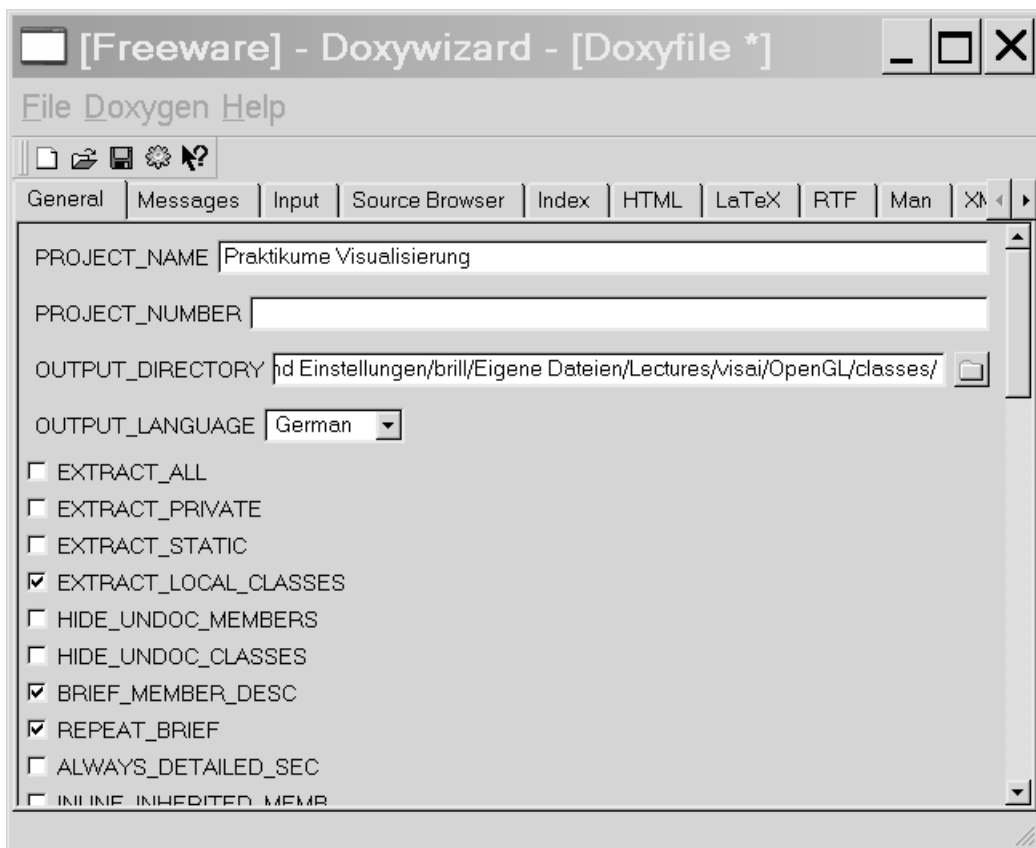 [Freeware] - Doxywizard - [Doxyfile *]
File Doxygen Help
General Messages Input Source Browser Index HTML LaTeX RTF Man
PROJECT_NAME Praktikume Visualisierung
PROJECT_NUMBER
OUTPUT_DIRECTORY nd Einstellungen/brill/Eigene Dateien/Lectures/visai/OpenGL/classes/
OUTPUT_LANGUAGE German
EXTRACT_ALL
EXTRACT_PRIVATE
EXTRACT_STATIC
EXTRACT_LOCAL_CLASSES
HIDE_UNDOC_MEMBERS
HIDE_UNDOC_CLASSES
BRIEF_MEMBER_DESC
REPEAT_BRIEF
ALWAYS_DETAILED_SEC
INLINE_INHERITED_MEMB